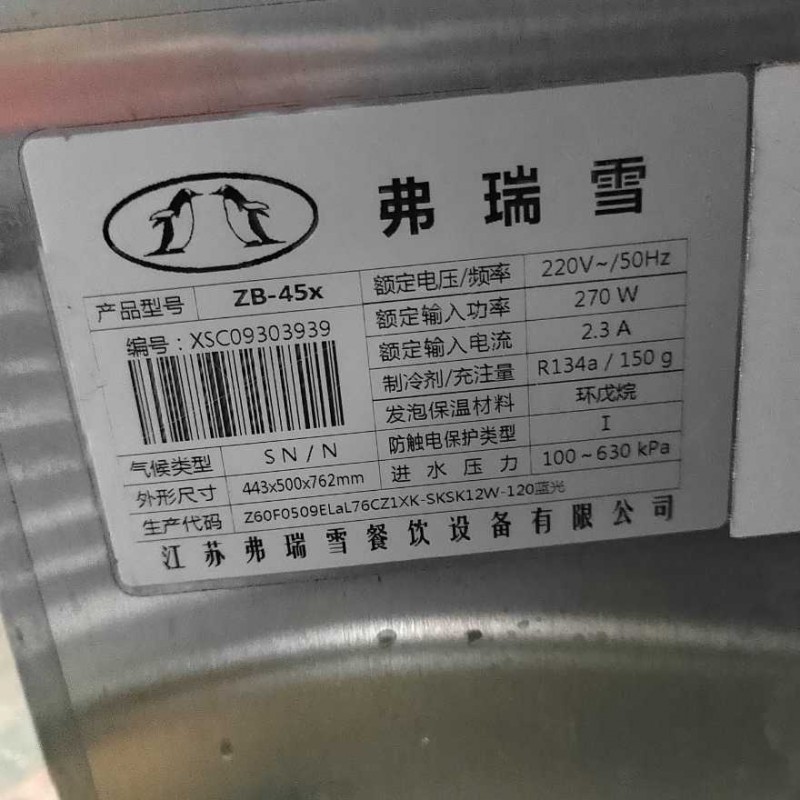 弗瑞雪
产品型号 ZB-45x
编号：XSC09303939
气候类型 SN/N
外形尺寸 443x500x762mm
生产代码 Z60F0509ELaL76CZ1XK-SKSK12W-120蓝光
额定电压/频率 220V~/50Hz
额定输入功率 270 W
额定输入电流 2.3 A
制冷剂/充注量 R134a / 150 g
发泡保温材料 环戊烷
防触电保护类型 I
进水压力 100~630 kPa
江苏弗瑞雪餐饮设备有限公司